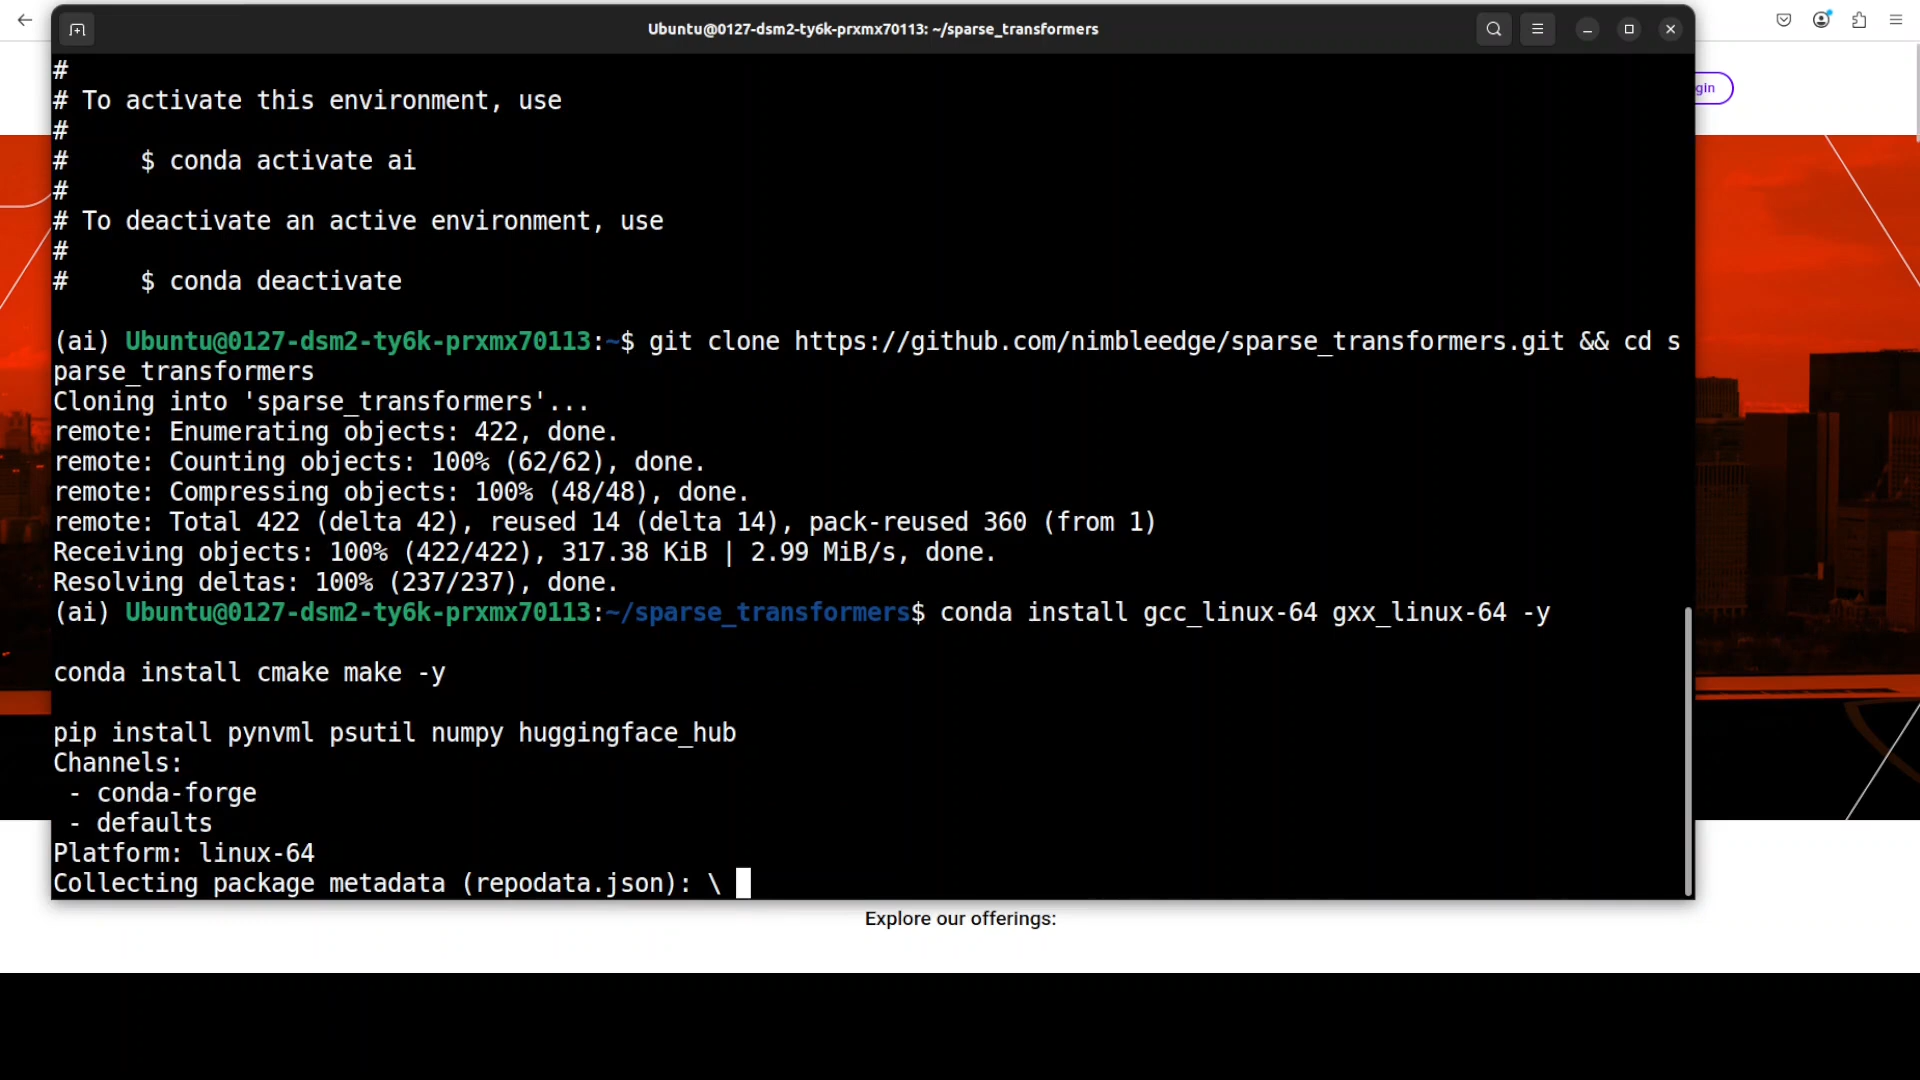 Ubuntu@0127-dsm2-ty6k-prxmx70113: ~/sparse_transformers
gin
#
# To activate this environment, use
#
#     $ conda activate ai
#
# To deactivate an active environment, use
#
#     $ conda deactivate
(ai) Ubuntu@0127-dsm2-ty6k-prxmx70113:~$ git clone https://github.com/nimbleedge/sparse_transformers.git && cd s
parse_transformers
Cloning into 'sparse_transformers'...
remote: Enumerating objects: 422, done.
remote: Counting objects: 100% (62/62), done.
remote: Compressing objects: 100% (48/48), done.
remote: Total 422 (delta 42), reused 14 (delta 14), pack-reused 360 (from 1)
Receiving objects: 100% (422/422), 317.38 KiB | 2.99 MiB/s, done.
Resolving deltas: 100% (237/237), done.
(ai) Ubuntu@0127-dsm2-ty6k-prxmx70113:~/sparse_transformers$ conda install gcc_linux-64 gxx_linux-64 -y
conda install cmake make -y
pip install pynvml psutil numpy huggingface_hub
Channels:
 - conda-forge
 - defaults
Platform: linux-64
Collecting package metadata (repodata.json): \
Explore our offerings: